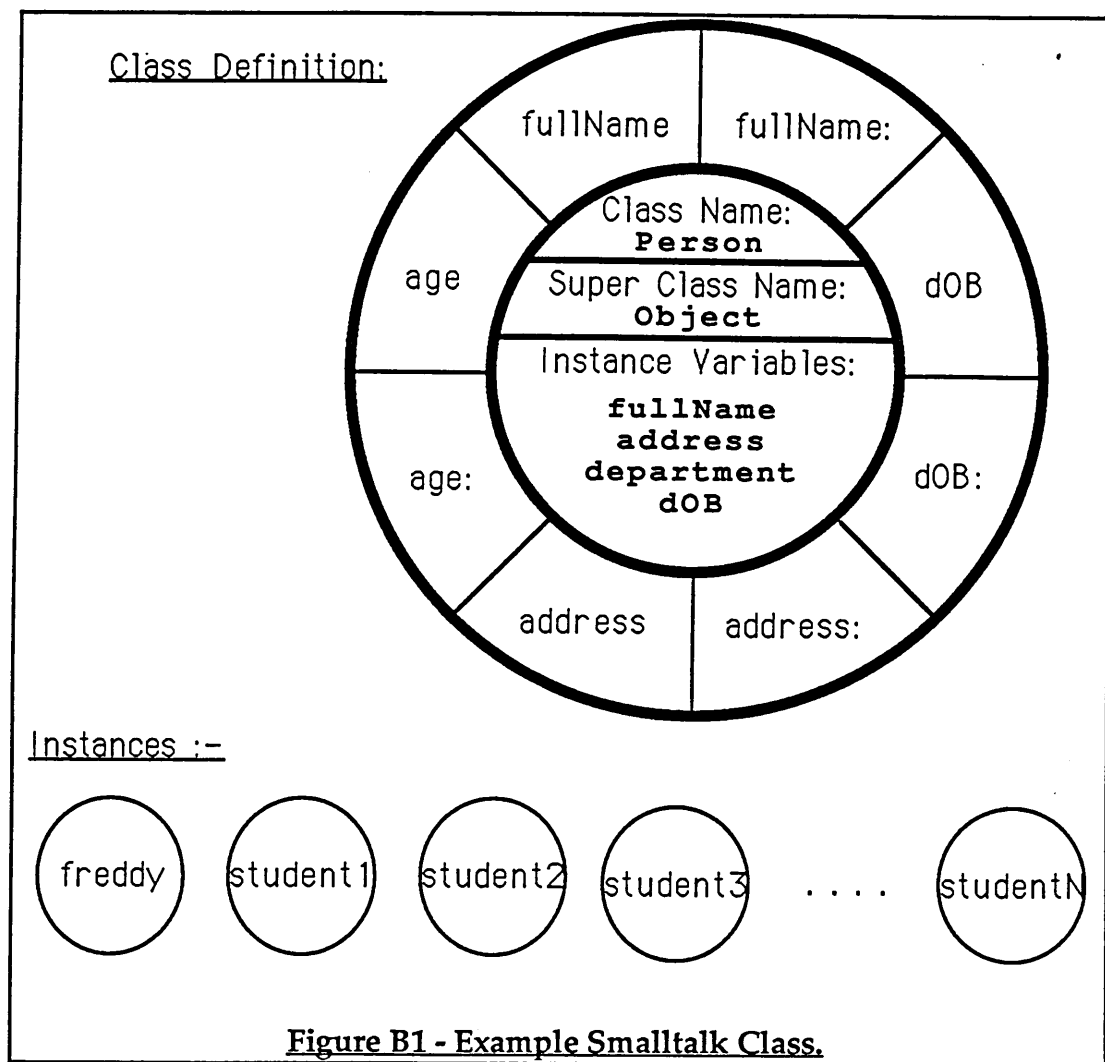 Class Definition:
fullName fullName:
Class Name:
Person
age Super Class Name: dOB
Object
Instance Variables:
fullName
address
age: department dOB:
dOB
address address:
Instances :-
freddy student1 student2 student3 .... studentN
Figure B1 - Example Smalltalk Class.